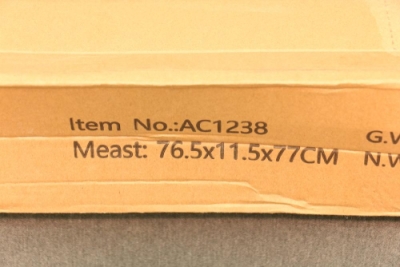 Item No.:AC1238
G.W
Meast: 76.5x11.5x77CM
N.W